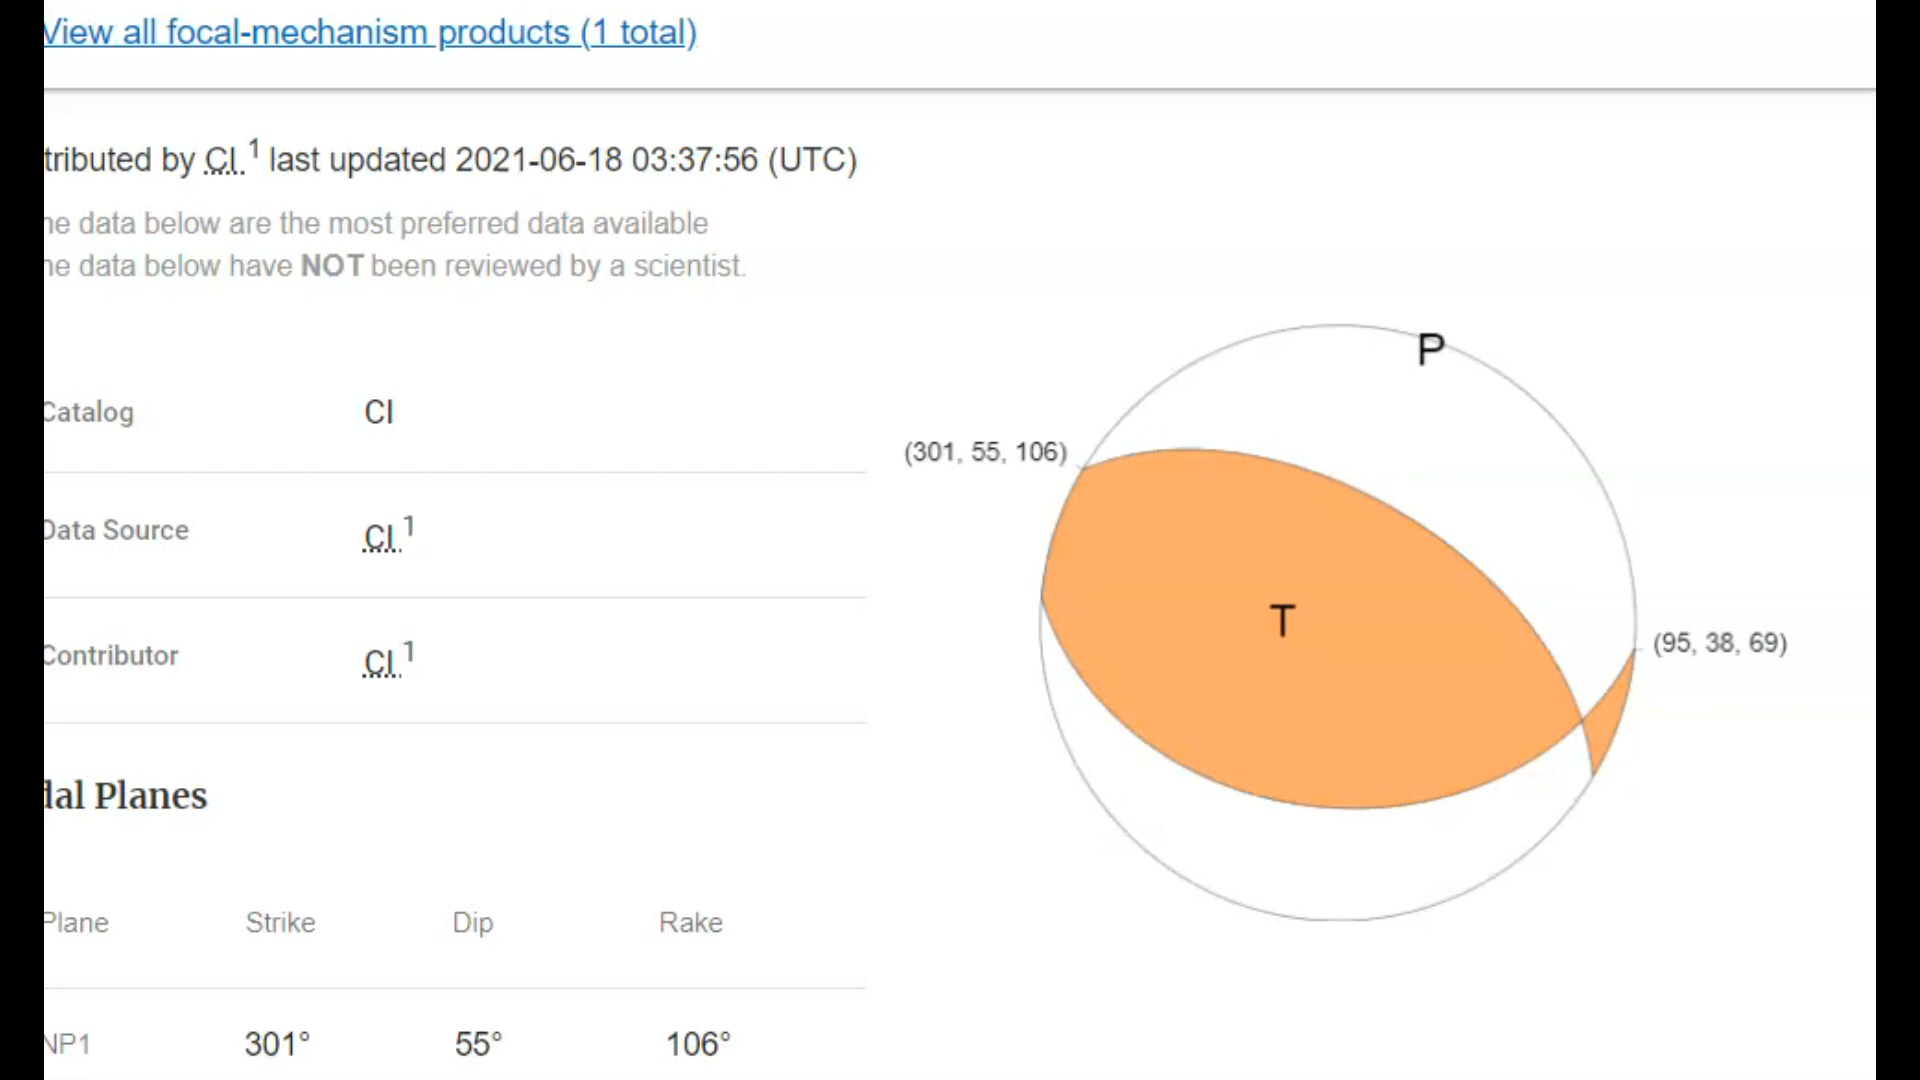 View all focal-mechanism products (1 total)
tributed by CI 1 last updated 2021-06-18 03:37:56 (UTC)
he data below are the most preferred data available
he data below have NOT been reviewed by a scientist.
Catalog CI
Data Source CI 1
Contributor CI 1
dal Planes
Plane Strike Dip Rake
NP1 301° 55° 106°
P
(301, 55, 106)
T
(95, 38, 69)